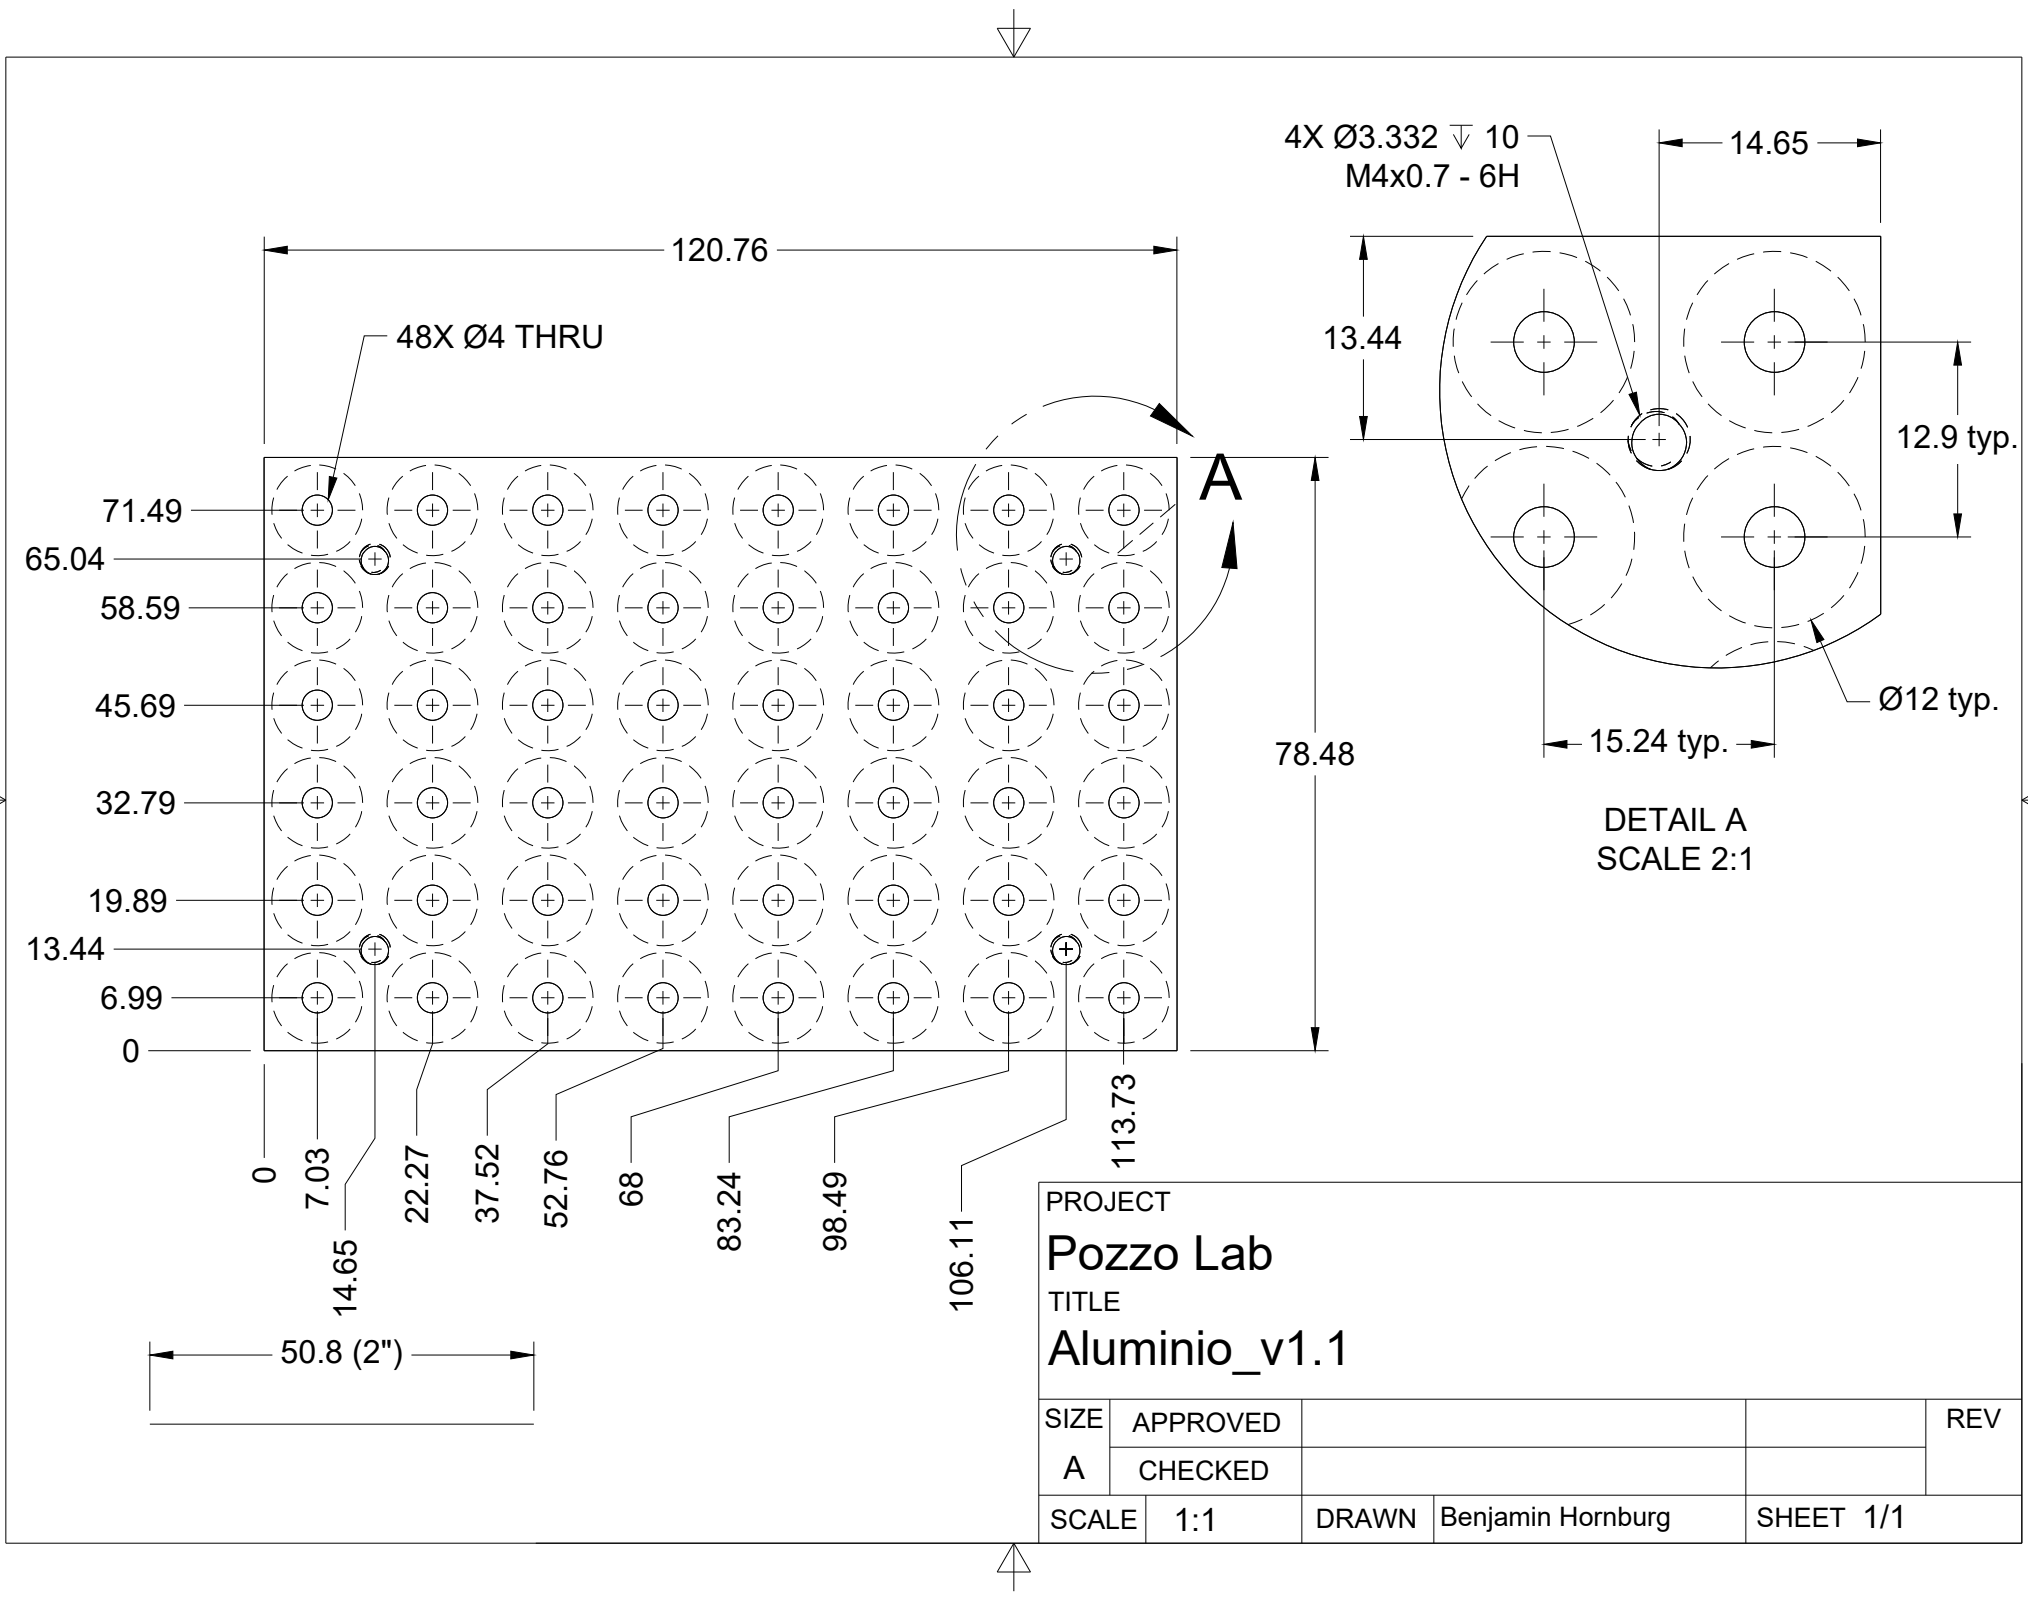 4X Ø3.332 ↧ 10
M4x0.7 - 6H
14.65
120.76
13.44
48X Ø4 THRU
12.9 typ.
A
71.49
65.04
58.59
45.69
32.79
19.89
13.44
6.99
0
78.48
Ø12 typ.
15.24 typ.
DETAIL A
SCALE 2:1
0
7.03
14.65
22.27
37.52
52.76
68
83.24
98.49
106.11
113.73
50.8 (2")
PROJECT
Pozzo Lab
TITLE
Aluminio_v1.1
SIZE
A
APPROVED
CHECKED
REV
SCALE 1:1
DRAWN Benjamin Hornburg
SHEET 1/1